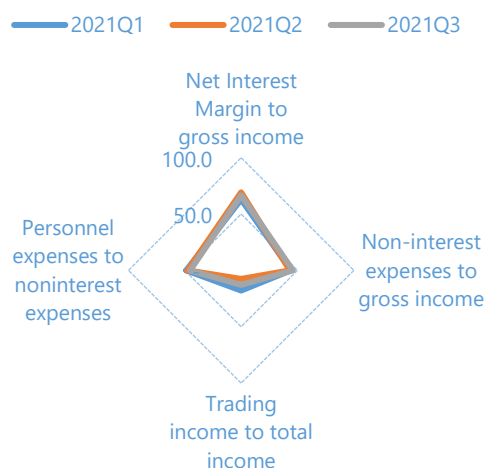 2021Q1 2021Q2 2021Q3
Net Interest
Margin to
gross income
100.0
50.0
Personnel
expenses to
noninterest
expenses
Non-interest
expenses to
gross income
Trading
income to total
income